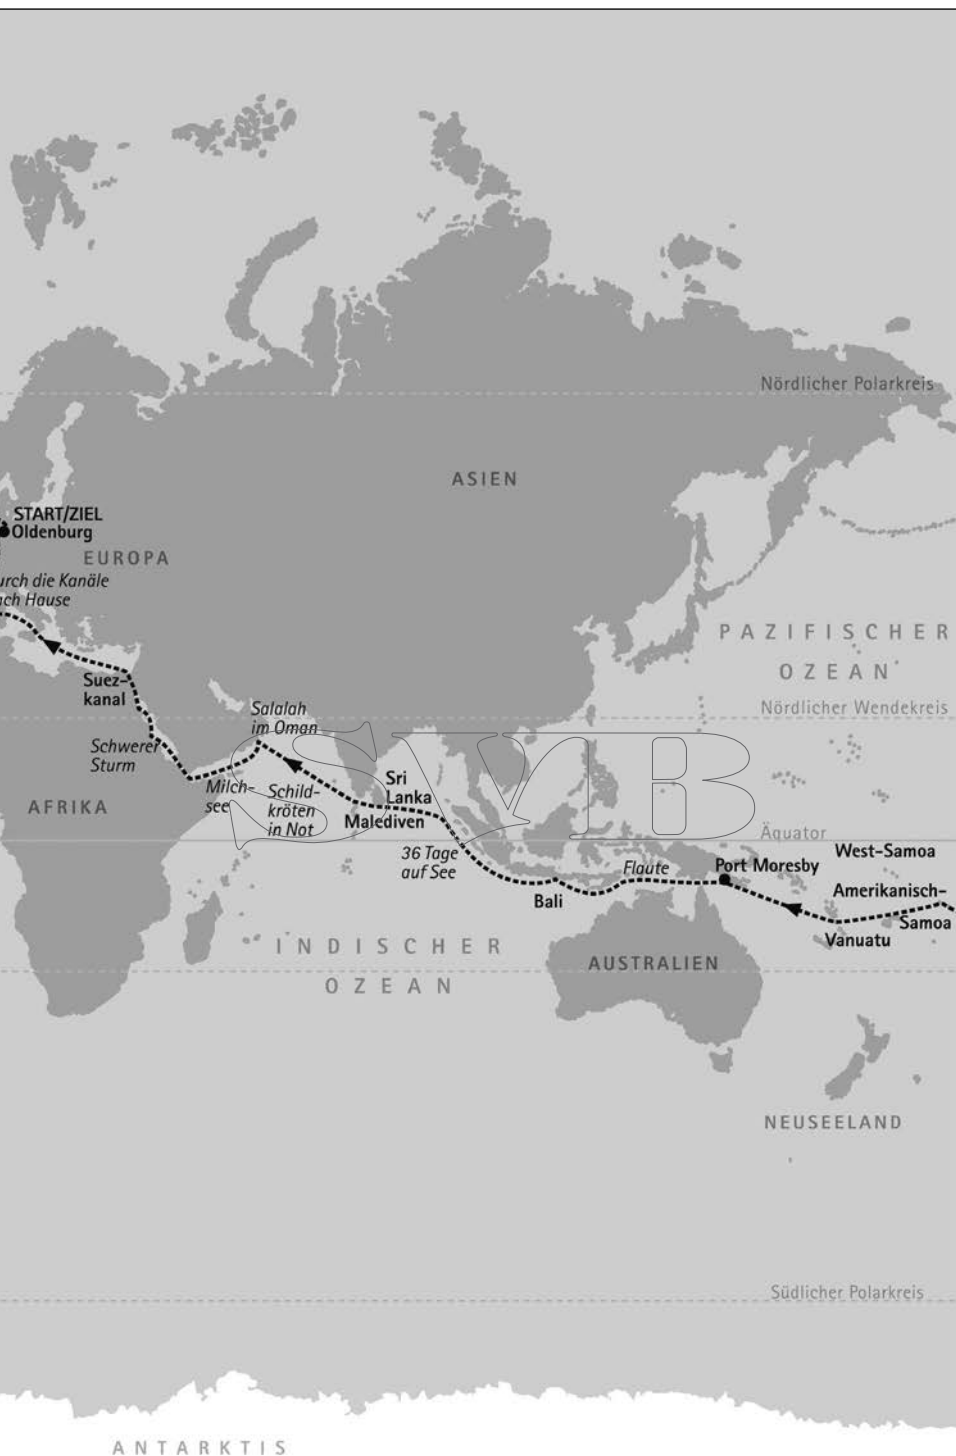 Nördlicher Polarkreis
ASIEN
START/ZIEL
Oldenburg
EUROPA
urch die Kanäle
ach Hause
PAZIFISCHER
OZEAN
Suez-
kanal
Salalah
im Oman
Nördlicher Wendekreis
Schwerer
Sturm
SVB
Milch-
see
Schild-
kröten
in Not
Sri
Lanka
Malediven
AFRIKA
Äquator
36 Tage
auf See
Flaute
Port Moresby
West-Samoa
Bali
Amerikanisch-
Samoa
Vanuatu
INDISCHER
OZEAN
AUSTRALIEN
NEUSEELAND
Südlicher Polarkreis
ANTARKTIS